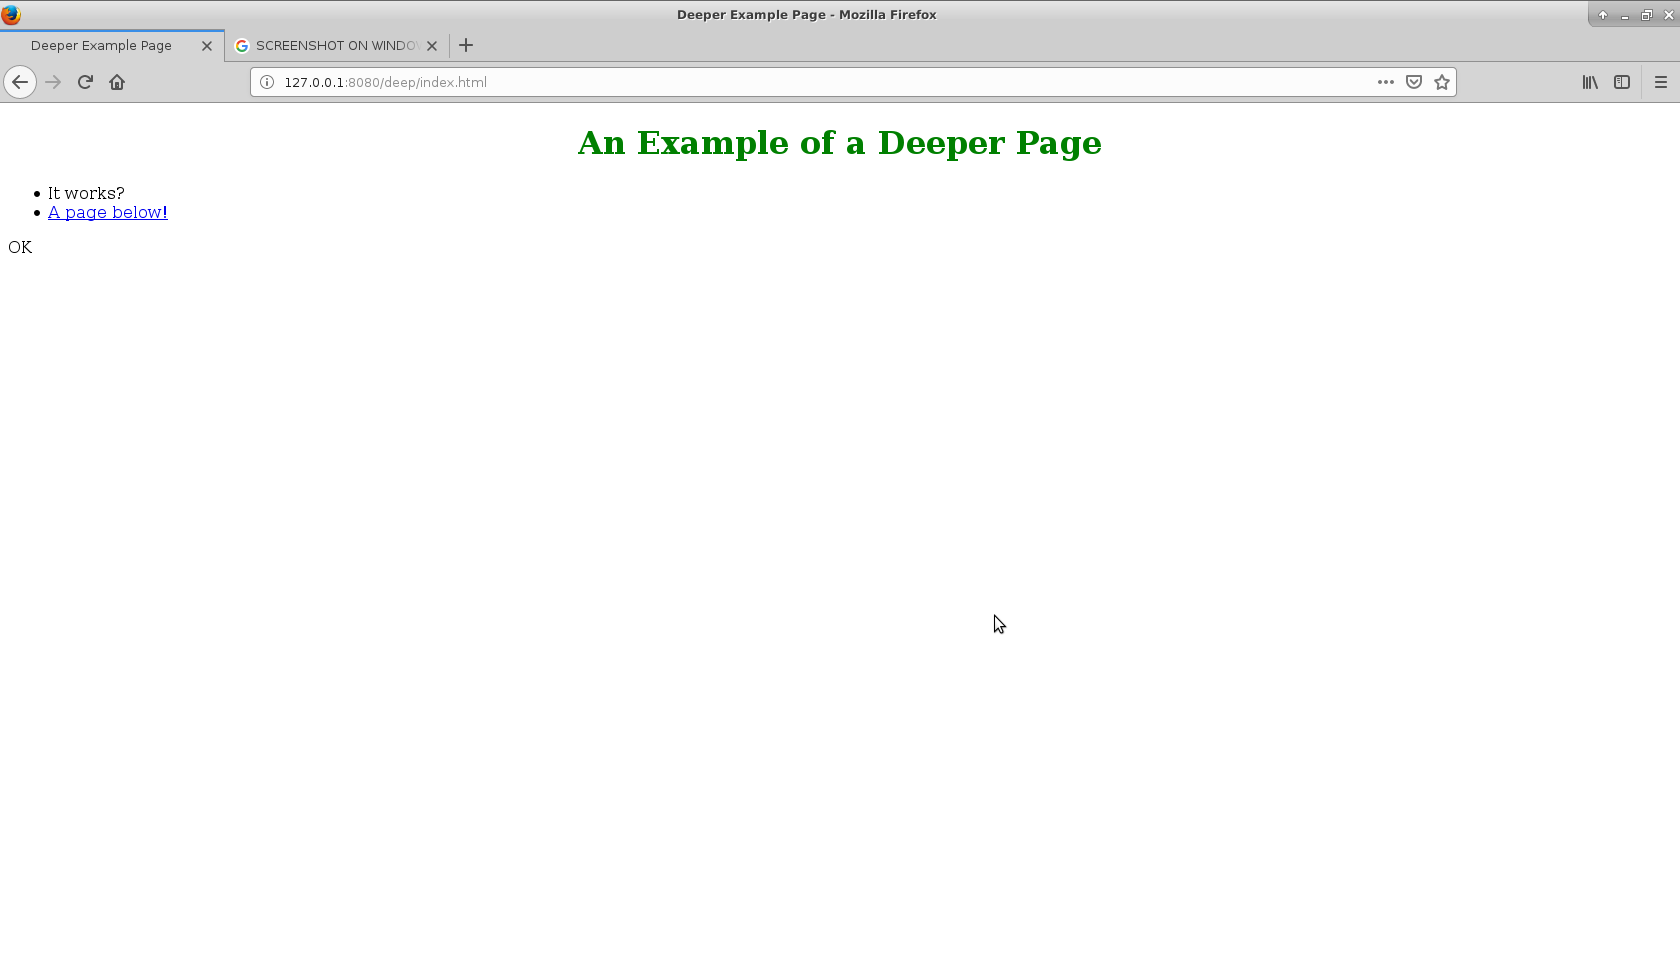 Deeper Example Page - Mozilla Firefox
Deeper Example Page
SCREENSHOT ON WINDOW
127.0.0.1:8080/deep/index.html
An Example of a Deeper Page
• It works?
• A page below!
OK